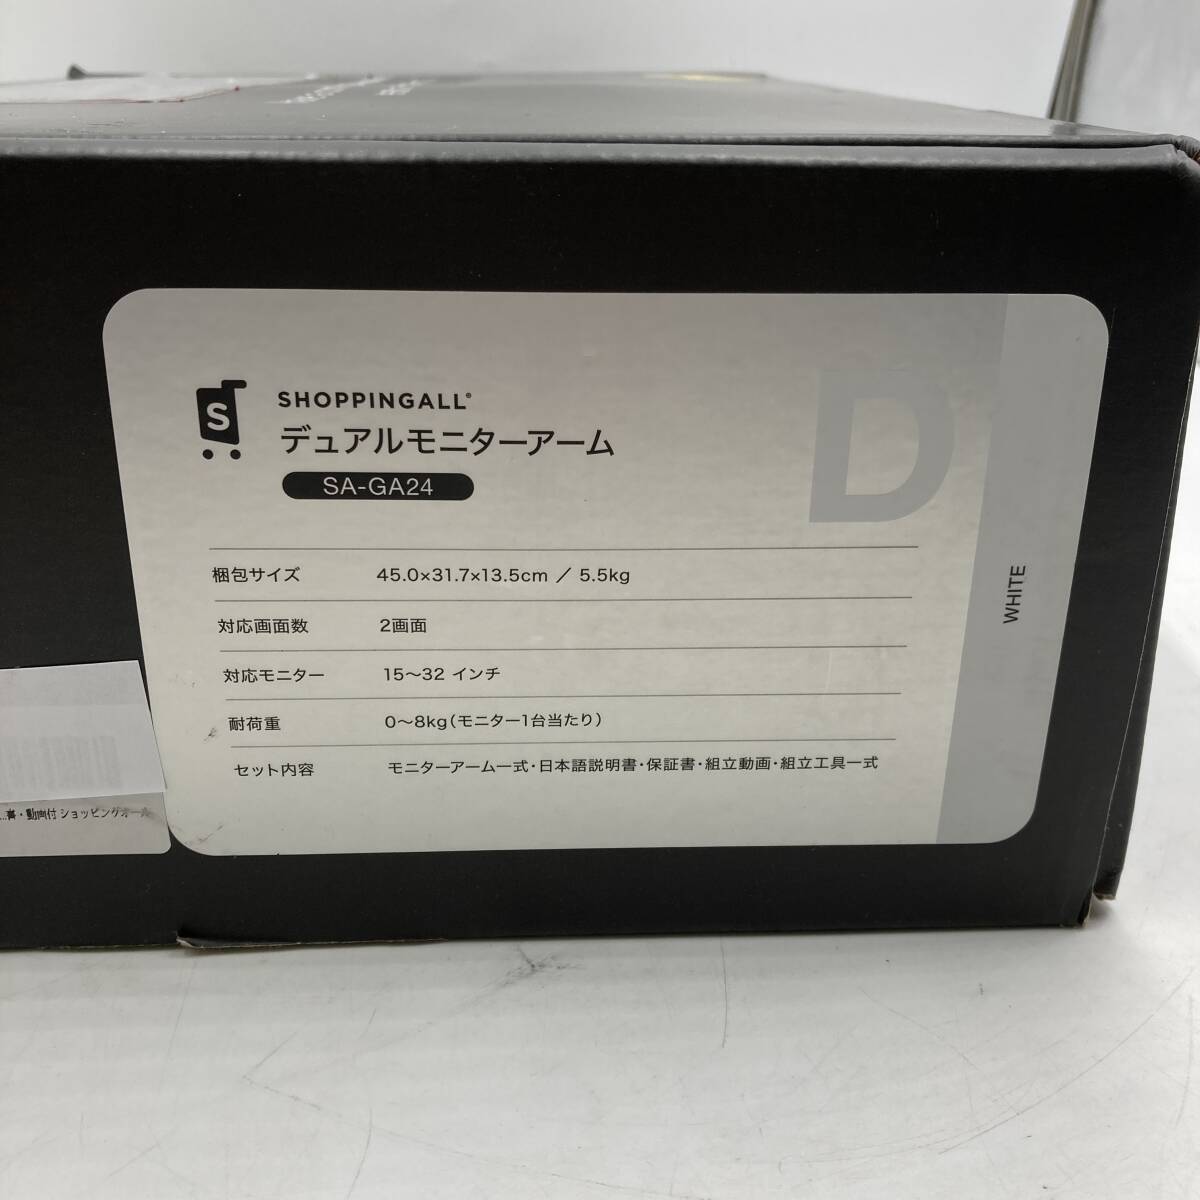 S
SHOPPINGALL®
デュアルモニターアーム
SA-GA24
D
WHITE
梱包サイズ 45.0×31.7×13.5cm / 5.5kg
対応画面数 2画面
対応モニター 15〜32 インチ
耐荷重 0〜8kg(モニター1台当たり)
セット内容 モニターアーム一式・日本語説明書・保証書・組立動画・組立工具一式
...書・動画付 ショッピングオール